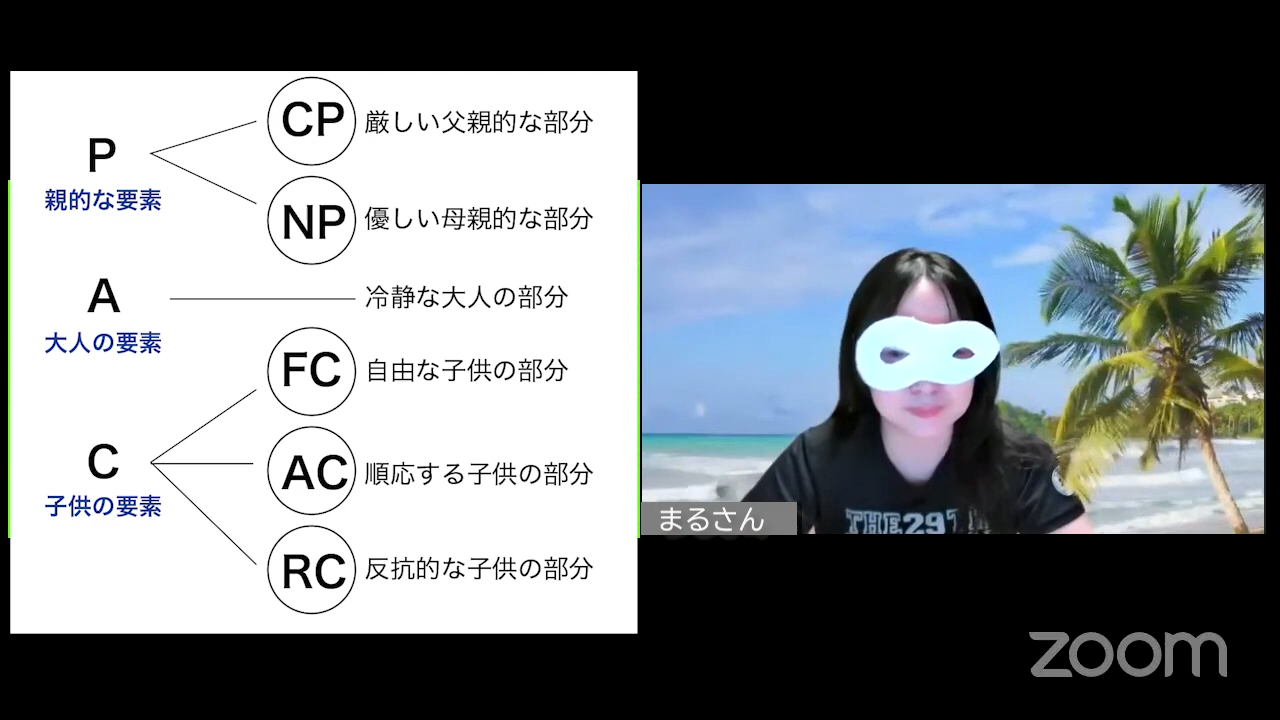 P
親的な要素
CP 厳しい父親的な部分
NP 優しい母親的な部分
A
大人の要素
冷静な大人の部分
C
子供の要素
FC 自由な子供の部分
AC 順応する子供の部分
RC 反抗的な子供の部分
まるさん
THE 29
zoom